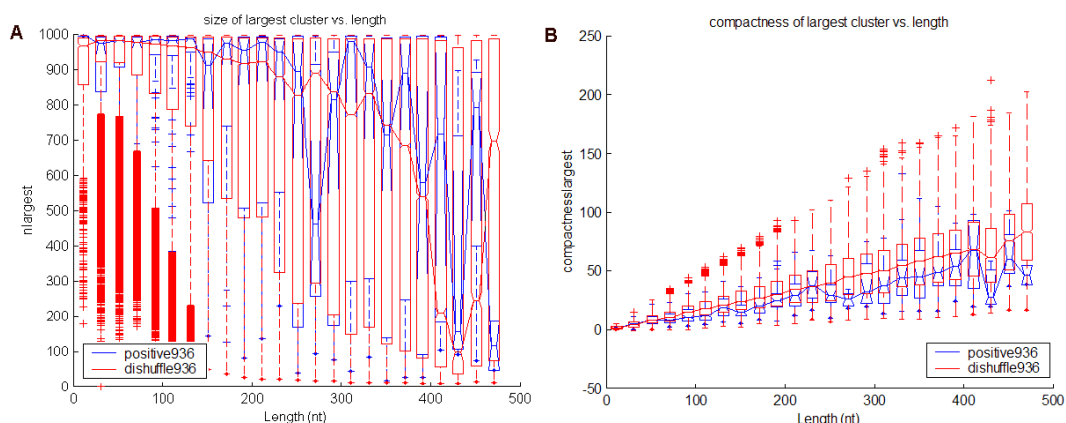 A
size of largest cluster vs. length
1000
900
800
700
600
500
400
300
200
100
0
nlargest
positive936
dishuffle936
0
100
200
300
400
500
Length (nt)
B
compactness of largest cluster vs. length
250
200
150
100
50
0
-50
compactnesslargest
positive936
dishuffle936
0
100
200
300
400
500
Length (nt)